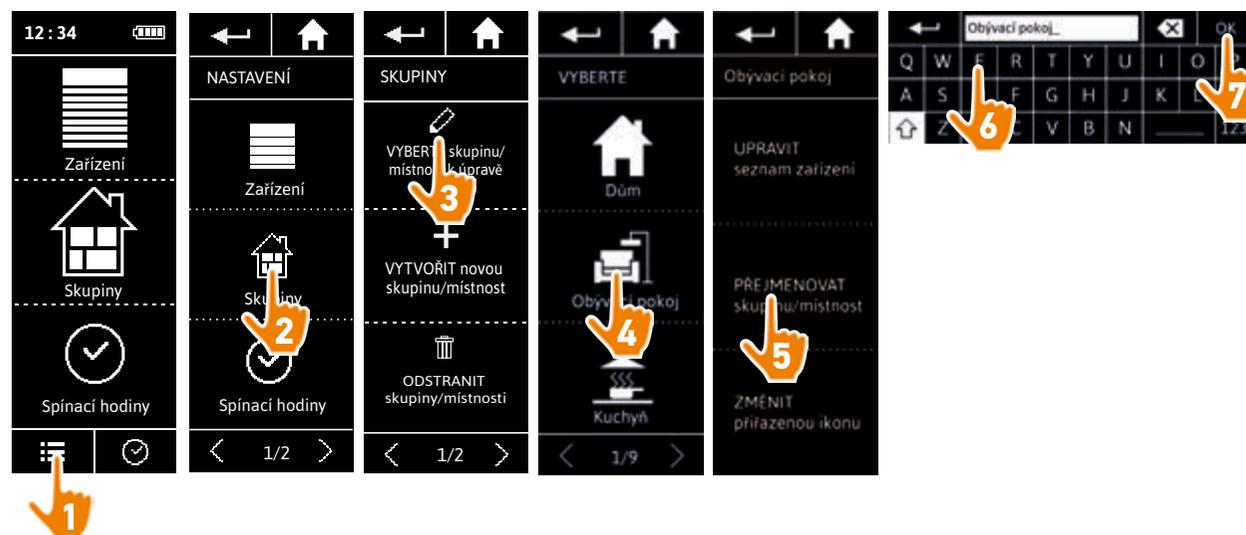 12:34
Zařízení
Skupiny
Spínací hodiny
1
NASTAVENÍ
Zařízení
Skupiny
2
Spínací hodiny
1/2
SKUPINY
skupinu/
úpravě
3
VYTVOŘIT novou
skupinu/místnost
ODSTRANIT
skupiny/místnosti
1/2
VYBERTE
Dům
Obývací pokoj
4
Kuchyň
1/9
Obývací pokoj
UPRAVIT
seznam zařízení
PŘEJMENOVAT
skupinu/místnost
5
ZMĚNIT
přiřazenou ikonu
Obývací pokoj_ OK
Q W E R T Y U I O P
A S F G H J K L
7
Z C V B N 123
6